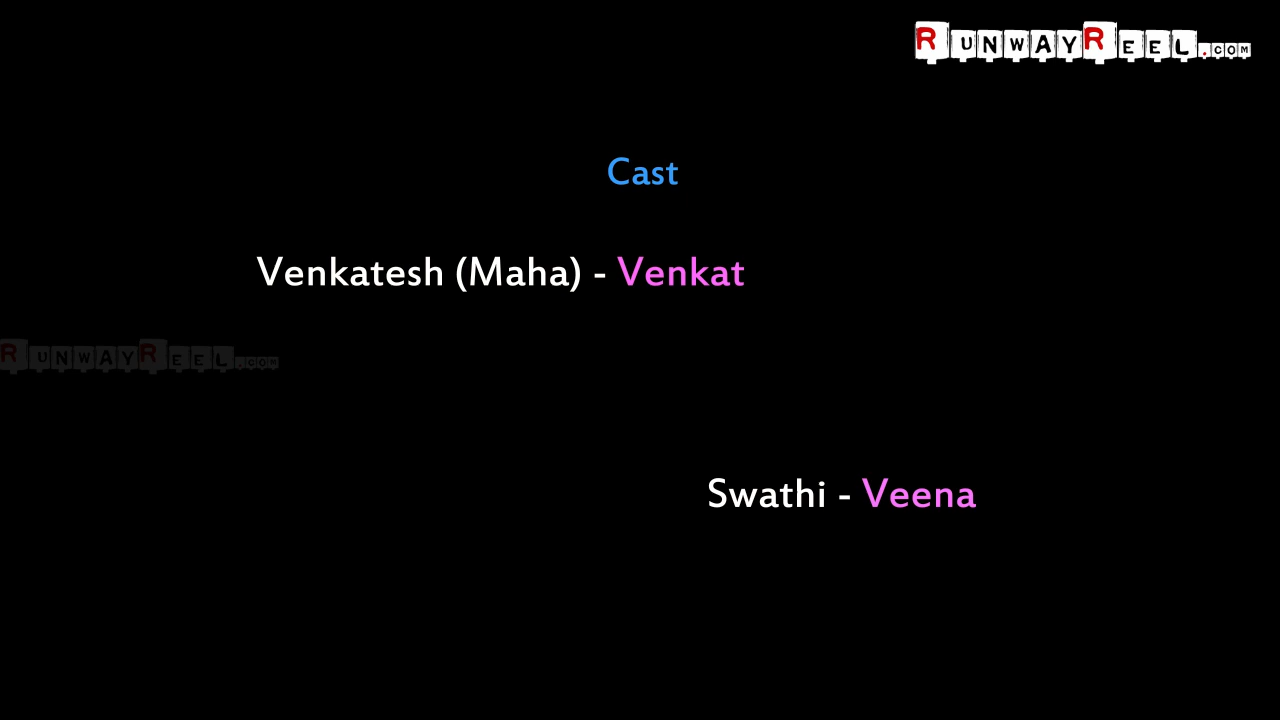 RUNWAYREEL.COM
Cast
Venkatesh (Maha) - Venkat
RUNWAYREEL.COM
Swathi - Veena